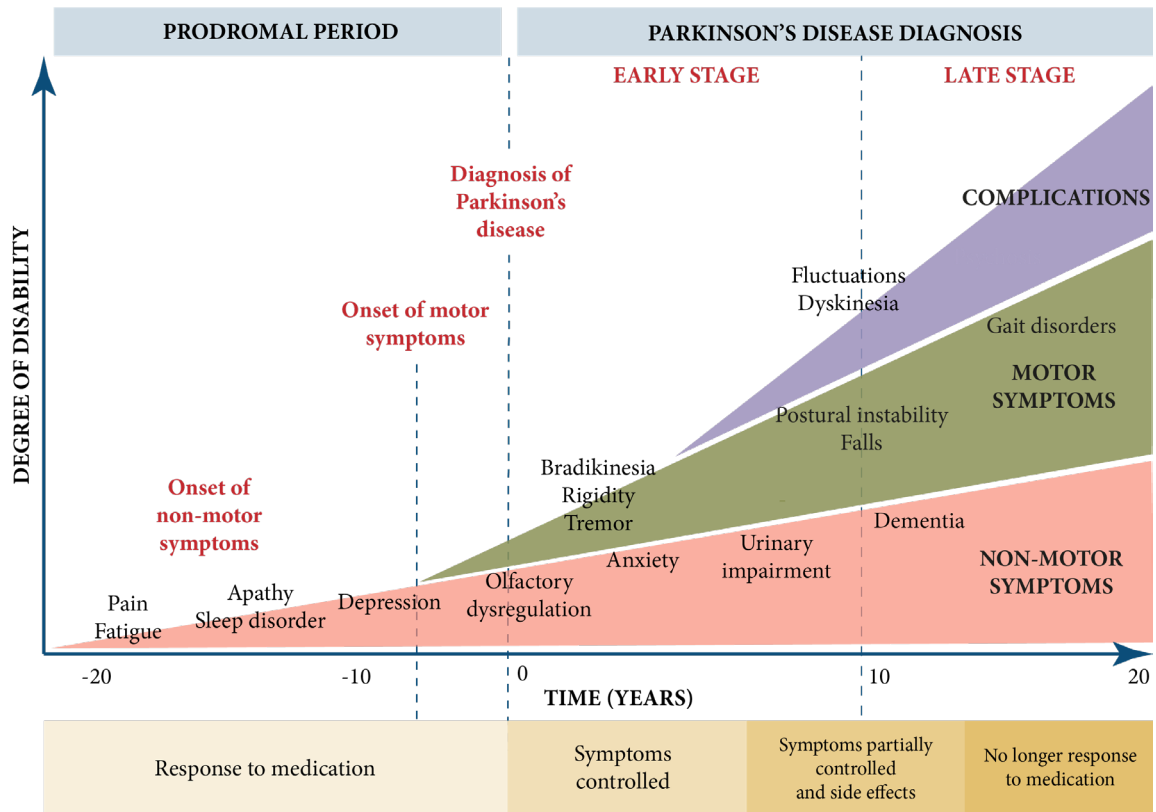 PRODROMAL PERIOD
PARKINSON'S DISEASE DIAGNOSIS
EARLY STAGE
LATE STAGE
DEGREE OF DISABILITY
Diagnosis of
Parkinson's
disease
Onset of motor
symptoms
Onset of
non-motor
symptoms
COMPLICATIONS
Fluctuations
Dyskinesia
Gait disorders
MOTOR
SYMPTOMS
Postural instability
Falls
Bradikinesia
Rigidity
Tremor
Dementia
Urinary
impairment
Anxiety
Olfactory
dysregulation
Depression
Apathy
Sleep disorder
Pain
Fatigue
NON-MOTOR
SYMPTOMS
-20
-10
0
10
20
TIME (YEARS)
Response to medication
Symptoms
controlled
Symptoms partially
controlled
and side effects
No longer response
to medication